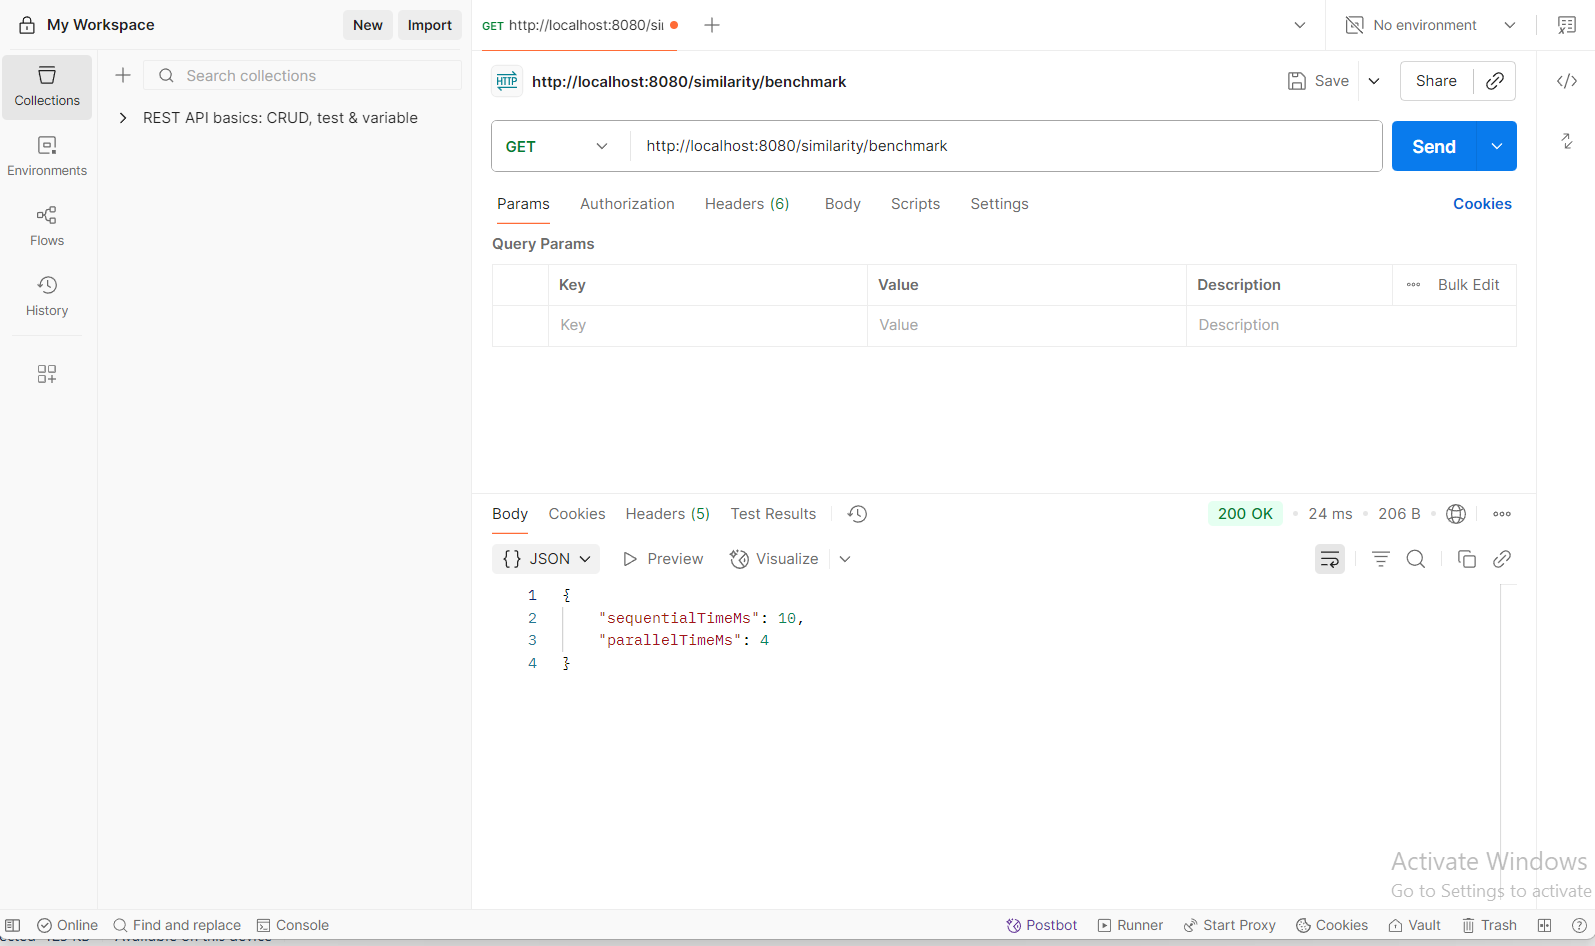 My Workspace
New
Import
GET http://localhost:8080/sii
No environment
Collections
Search collections
REST API basics: CRUD, test & variable
Environments
Flows
History
HTTP
http://localhost:8080/similarity/benchmark
Save
Share
GET
http://localhost:8080/similarity/benchmark
Send
Params
Authorization
Headers (6)
Body
Scripts
Settings
Cookies
Query Params
Key
Value
Description
Bulk Edit
Key
Value
Description
Body
Cookies
Headers (5)
Test Results
200 OK
24 ms
206 B
{} JSON
Preview
Visualize
1 {
2 "sequentialTimeMs": 10,
3 "parallelTimeMs": 4
4 }
Activate Windows
Go to Settings to activate
Online
Find and replace
Console
Postbot
Runner
Start Proxy
Cookies
Vault
Trash